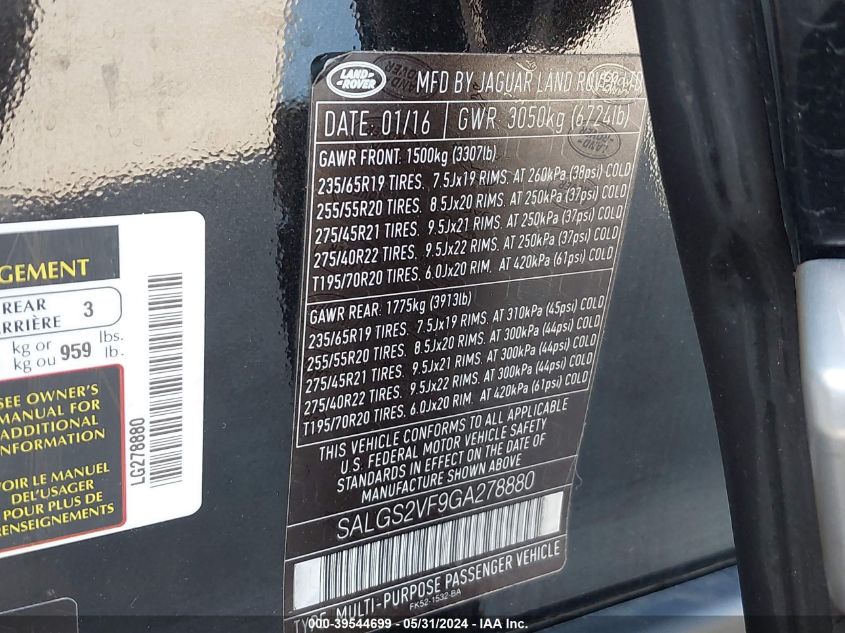 LAND-
ROVER
MFD BY JAGUAR LAND ROVER LTD
DATE: 01/16 GWR 3050kg (6724lb)
GAWR FRONT: 1500kg (3307lb)
235/65R19 TIRES. 7.5Jx19 RIMS. AT 260kPa (38psi) COLD
255/55R20 TIRES. 8.5Jx20 RIMS. AT 250kPa (37psi) COLD
275/45R21 TIRES. 9.5Jx21 RIMS. AT 250kPa (37psi) COLD
275/40R22 TIRES. 9.5Jx22 RIMS. AT 250kPa (37psi) COLD
T195/70R20 TIRES. 6.0Jx20 RIM. AT 420kPa (61psi) COLD
GAWR REAR: 1775kg (3913lb)
235/65R19 TIRES. 7.5Jx19 RIMS. AT 310kPa (45psi) COLD
255/55R20 TIRES. 8.5Jx20 RIMS. AT 300kPa (44psi) COLD
275/45R21 TIRES. 9.5Jx21 RIMS. AT 300kPa (44psi) COLD
275/40R22 TIRES. 9.5Jx22 RIMS. AT 300kPa (44psi) COLD
T195/70R20 TIRES. 6.0Jx20 RIM. AT 420kPa (61psi) COLD
THIS VEHICLE CONFORMS TO ALL APPLICABLE
U.S. FEDERAL MOTOR VEHICLE SAFETY
STANDARDS IN EFFECT ON THE DATE OF
MANUFACTURE SHOWN ABOVE.
SALGS2VF9GA278880
TYPE: MULTI-PURPOSE PASSENGER VEHICLE
FK52-1532-BA
GEMENT
REAR 3
ERRIÈRE
kg or 959 lbs.
kg ou lb.
SEE OWNER'S
MANUAL FOR
ADDITIONAL
INFORMATION
VOIR LE MANUEL
DEL'USAGER
POUR PLUS DE
RENSEIGNEMENTS
LG278880
000-39544699 - 05/31/2024 - IAAI.COM